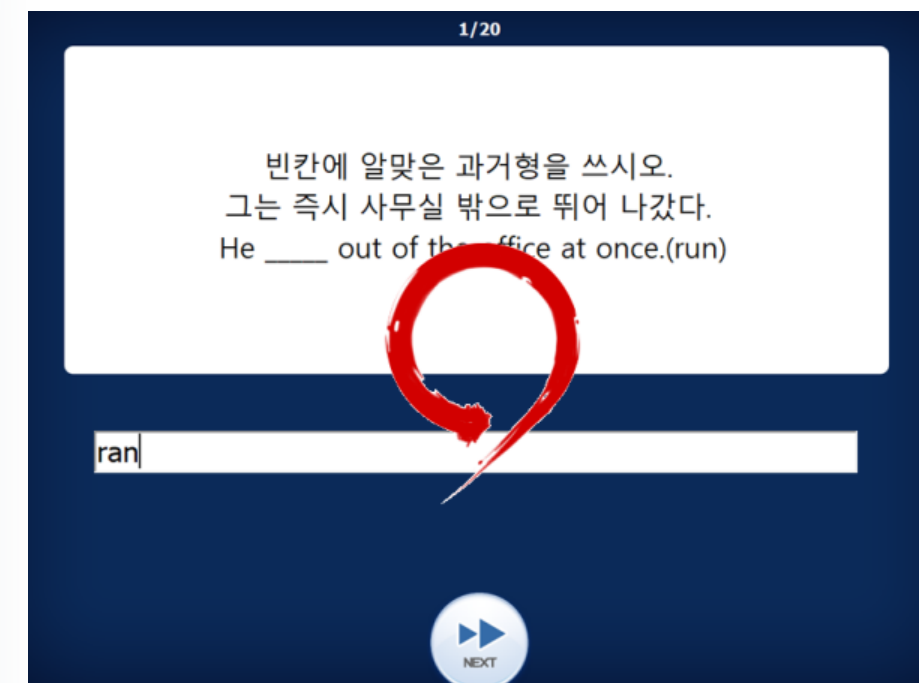 1/20
빈칸에 알맞은 과거형을 쓰시오.
그는 즉시 사무실 밖으로 뛰어 나갔다.
He _____ out of the office at once.(run)
ran
NEXT